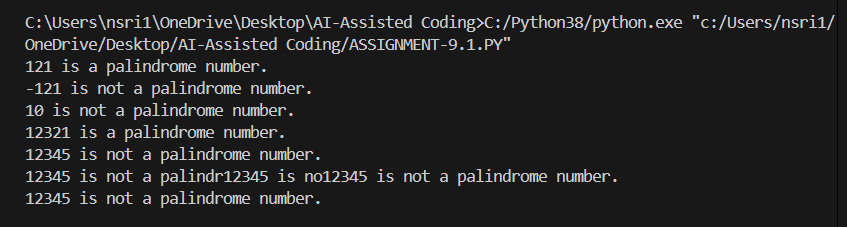 C:\Users\nsri1\OneDrive\Desktop\AI-Assisted Coding>C:/Python38/python.exe "c:/Users/nsri1/
OneDrive/Desktop/AI-Assisted Coding/ASSIGNMENT-9.1.PY"
121 is a palindrome number.
-121 is not a palindrome number.
10 is not a palindrome number.
12321 is a palindrome number.
12345 is not a palindrome number.
12345 is not a palindr12345 is no12345 is not a palindrome number.
12345 is not a palindrome number.